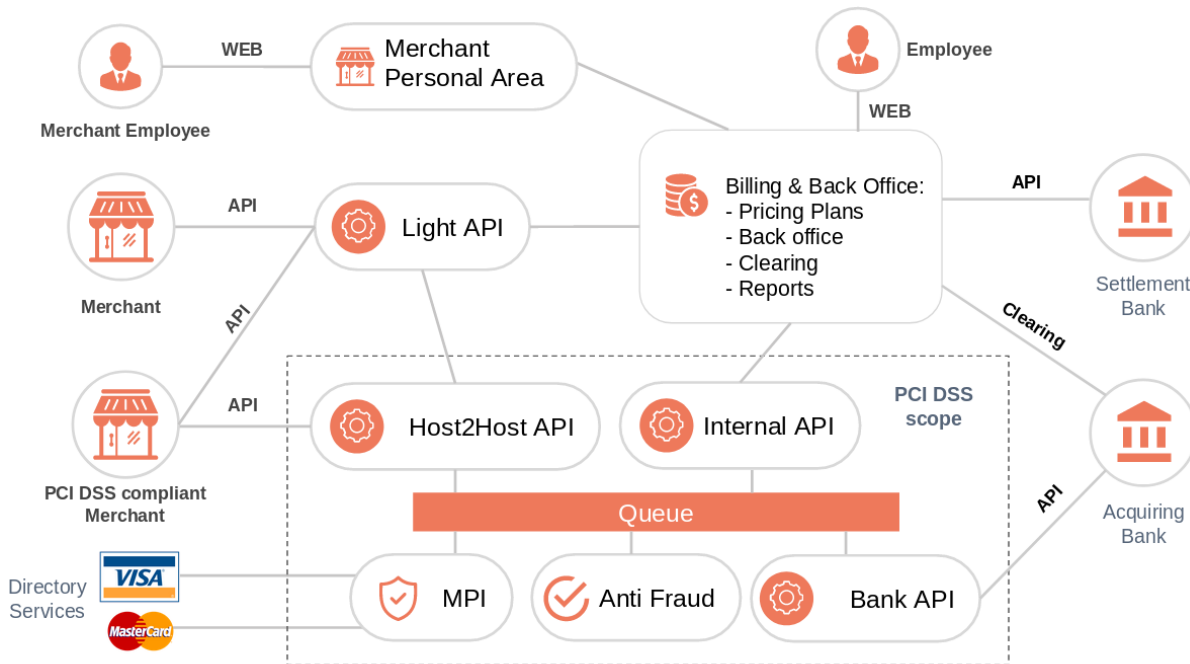 WEB
Merchant
Personal Area
Merchant Employee
Employee
WEB
Billing & Back Office:
- Pricing Plans
- Back office
- Clearing
- Reports
API
Settlement
Bank
API
Light API
Merchant
API
Clearing
PCI DSS
scope
API
Host2Host API
Internal API
PCI DSS compliant
Merchant
Queue
API
Acquiring
Bank
Directory
Services
VISA
MasterCard
MPI
Anti Fraud
Bank API